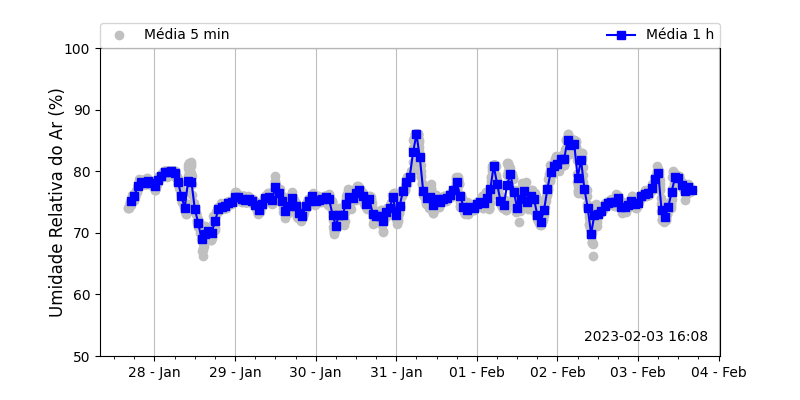 Média 5 min
Média 1 h
Umidade Relativa do Ar (%)
100
90
80
70
60
50
2023-02-03 16:08
28 - Jan
29 - Jan
30 - Jan
31 - Jan
01 - Feb
02 - Feb
03 - Feb
04 - Feb